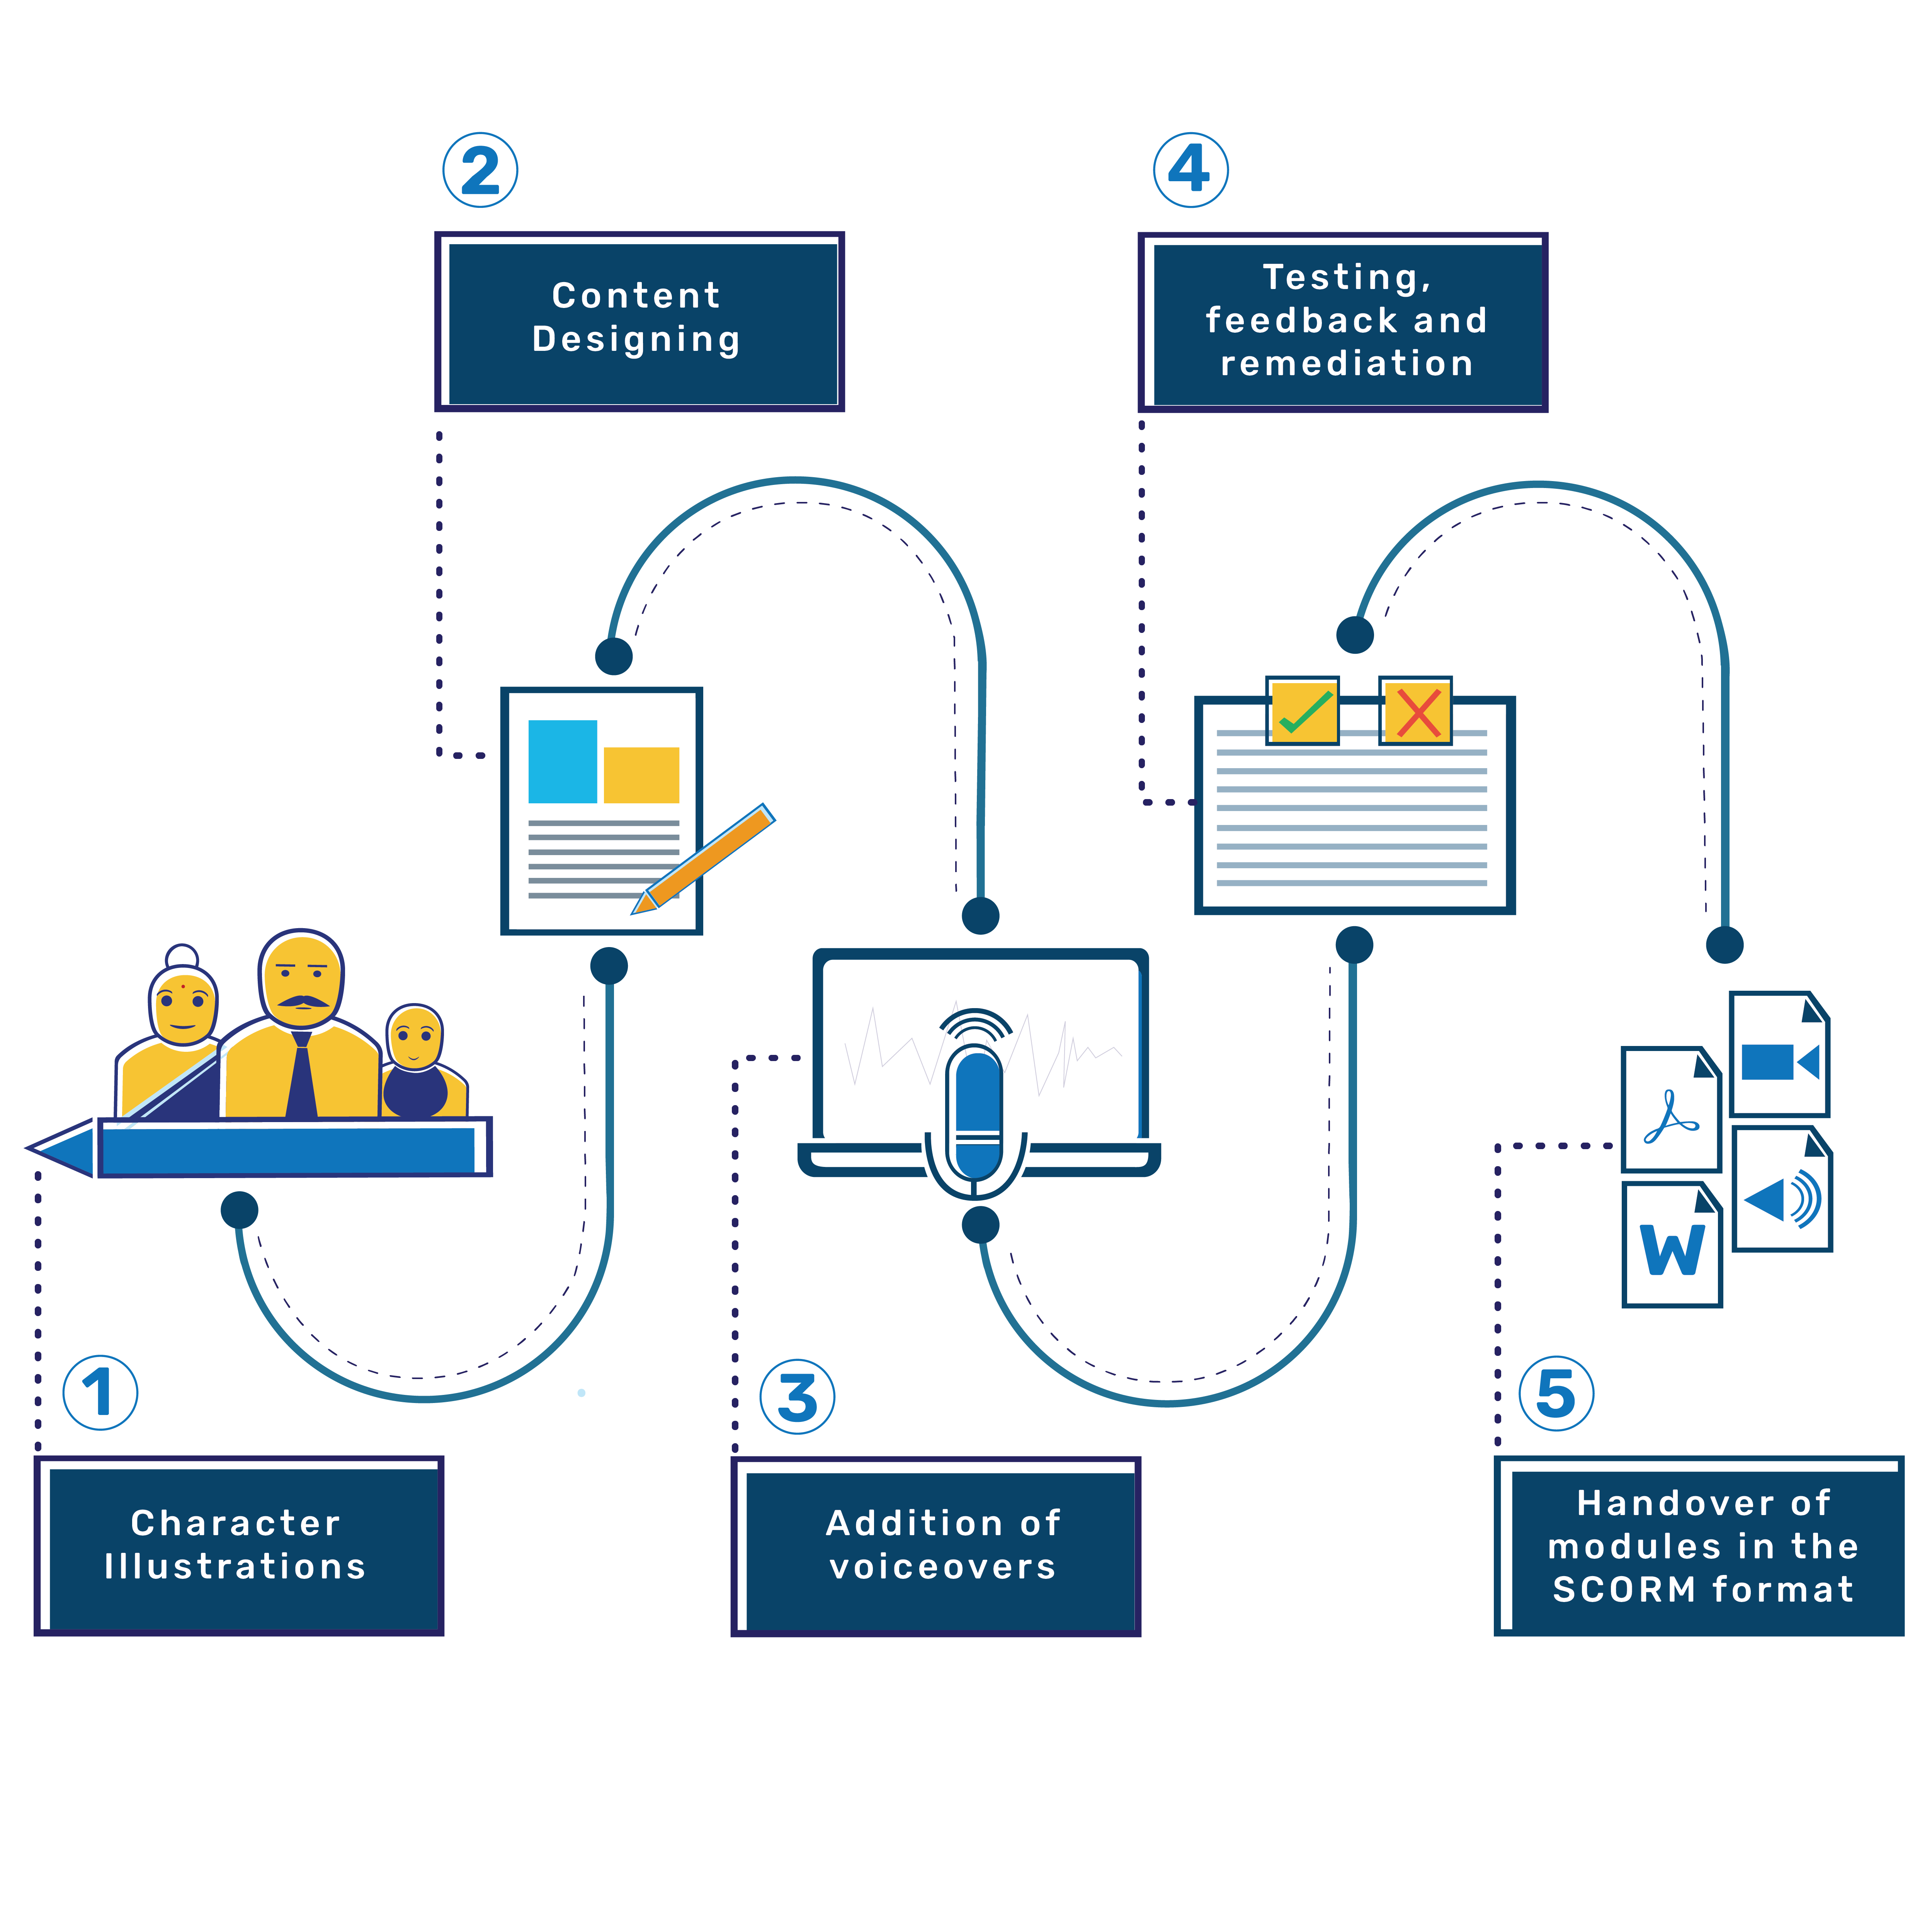 1
Character
Illustrations
2
Content
Designing
3
Addition of
voiceovers
4
Testing,
feedback and
remediation
5
Handover of
modules in the
SCORM format
W